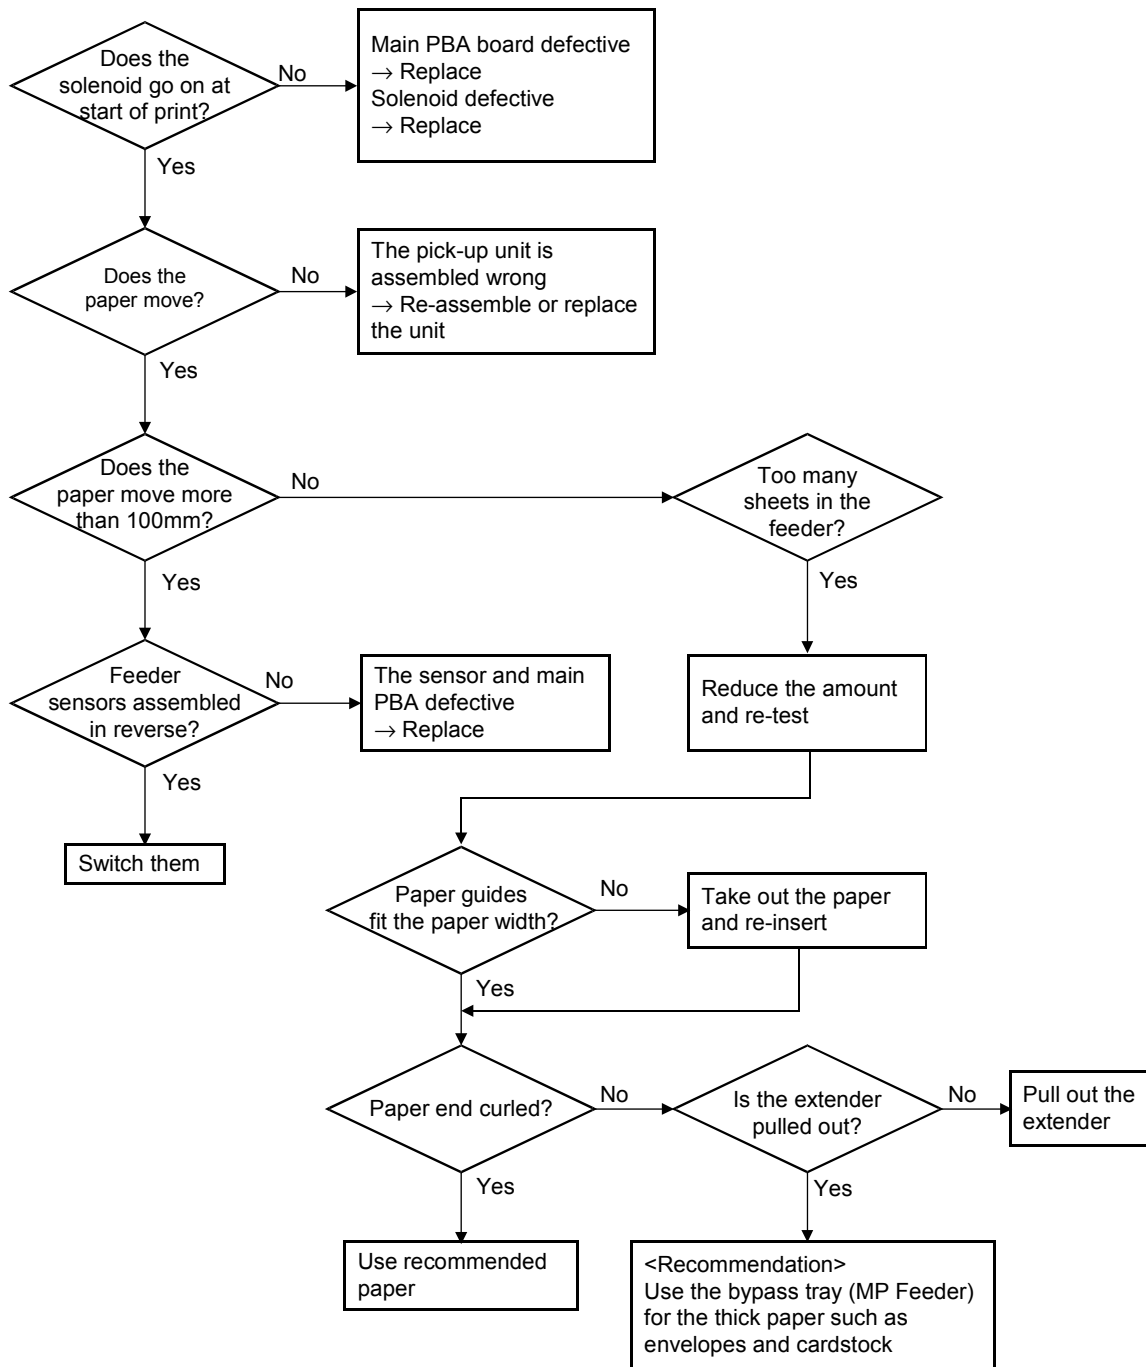 Does the
solenoid go on at
start of print?
No
Main PBA board defective
→ Replace
Solenoid defective
→ Replace
Yes
Does the
paper move?
No
The pick-up unit is
assembled wrong
→ Re-assemble or replace
the unit
Yes
Does the
paper move more
than 100mm?
No
Too many
sheets in the
feeder?
Yes
Yes
Feeder
sensors assembled
in reverse?
No
The sensor and main
PBA defective
→ Replace
Reduce the amount
and re-test
Yes
Switch them
Paper guides
fit the paper width?
No
Take out the paper
and re-insert
Yes
Paper end curled?
No
Is the extender
pulled out?
No
Pull out the
extender
Yes
Yes
Use recommended
paper
<Recommendation>
Use the bypass tray (MP Feeder)
for the thick paper such as
envelopes and cardstock